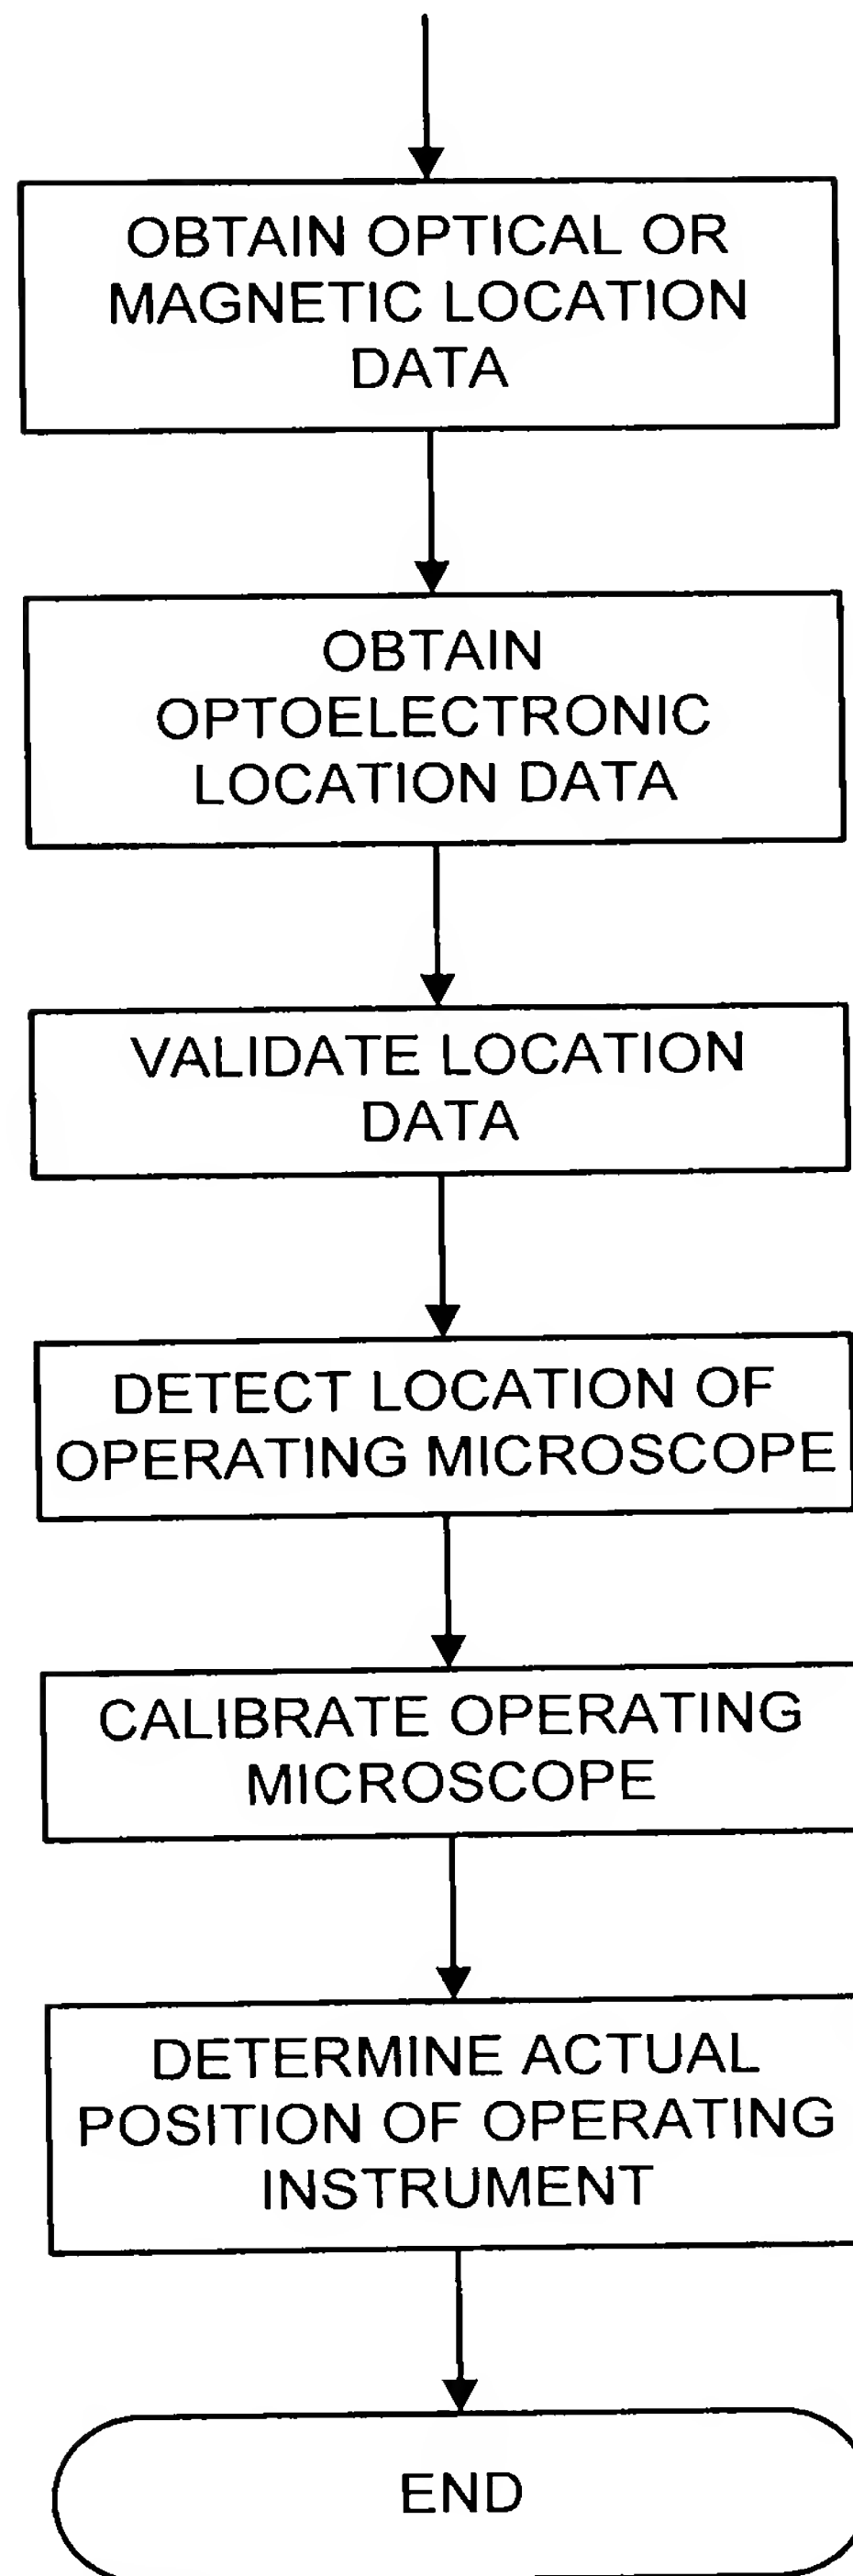 OBTAIN OPTICAL OR
MAGNETIC LOCATION
DATA
OBTAIN
OPTOELECTRONIC
LOCATION DATA
VALIDATE LOCATION
DATA
DETECT LOCATION OF
OPERATING MICROSCOPE
CALIBRATE OPERATING
MICROSCOPE
DETERMINE ACTUAL
POSITION OF OPERATING
INSTRUMENT
END